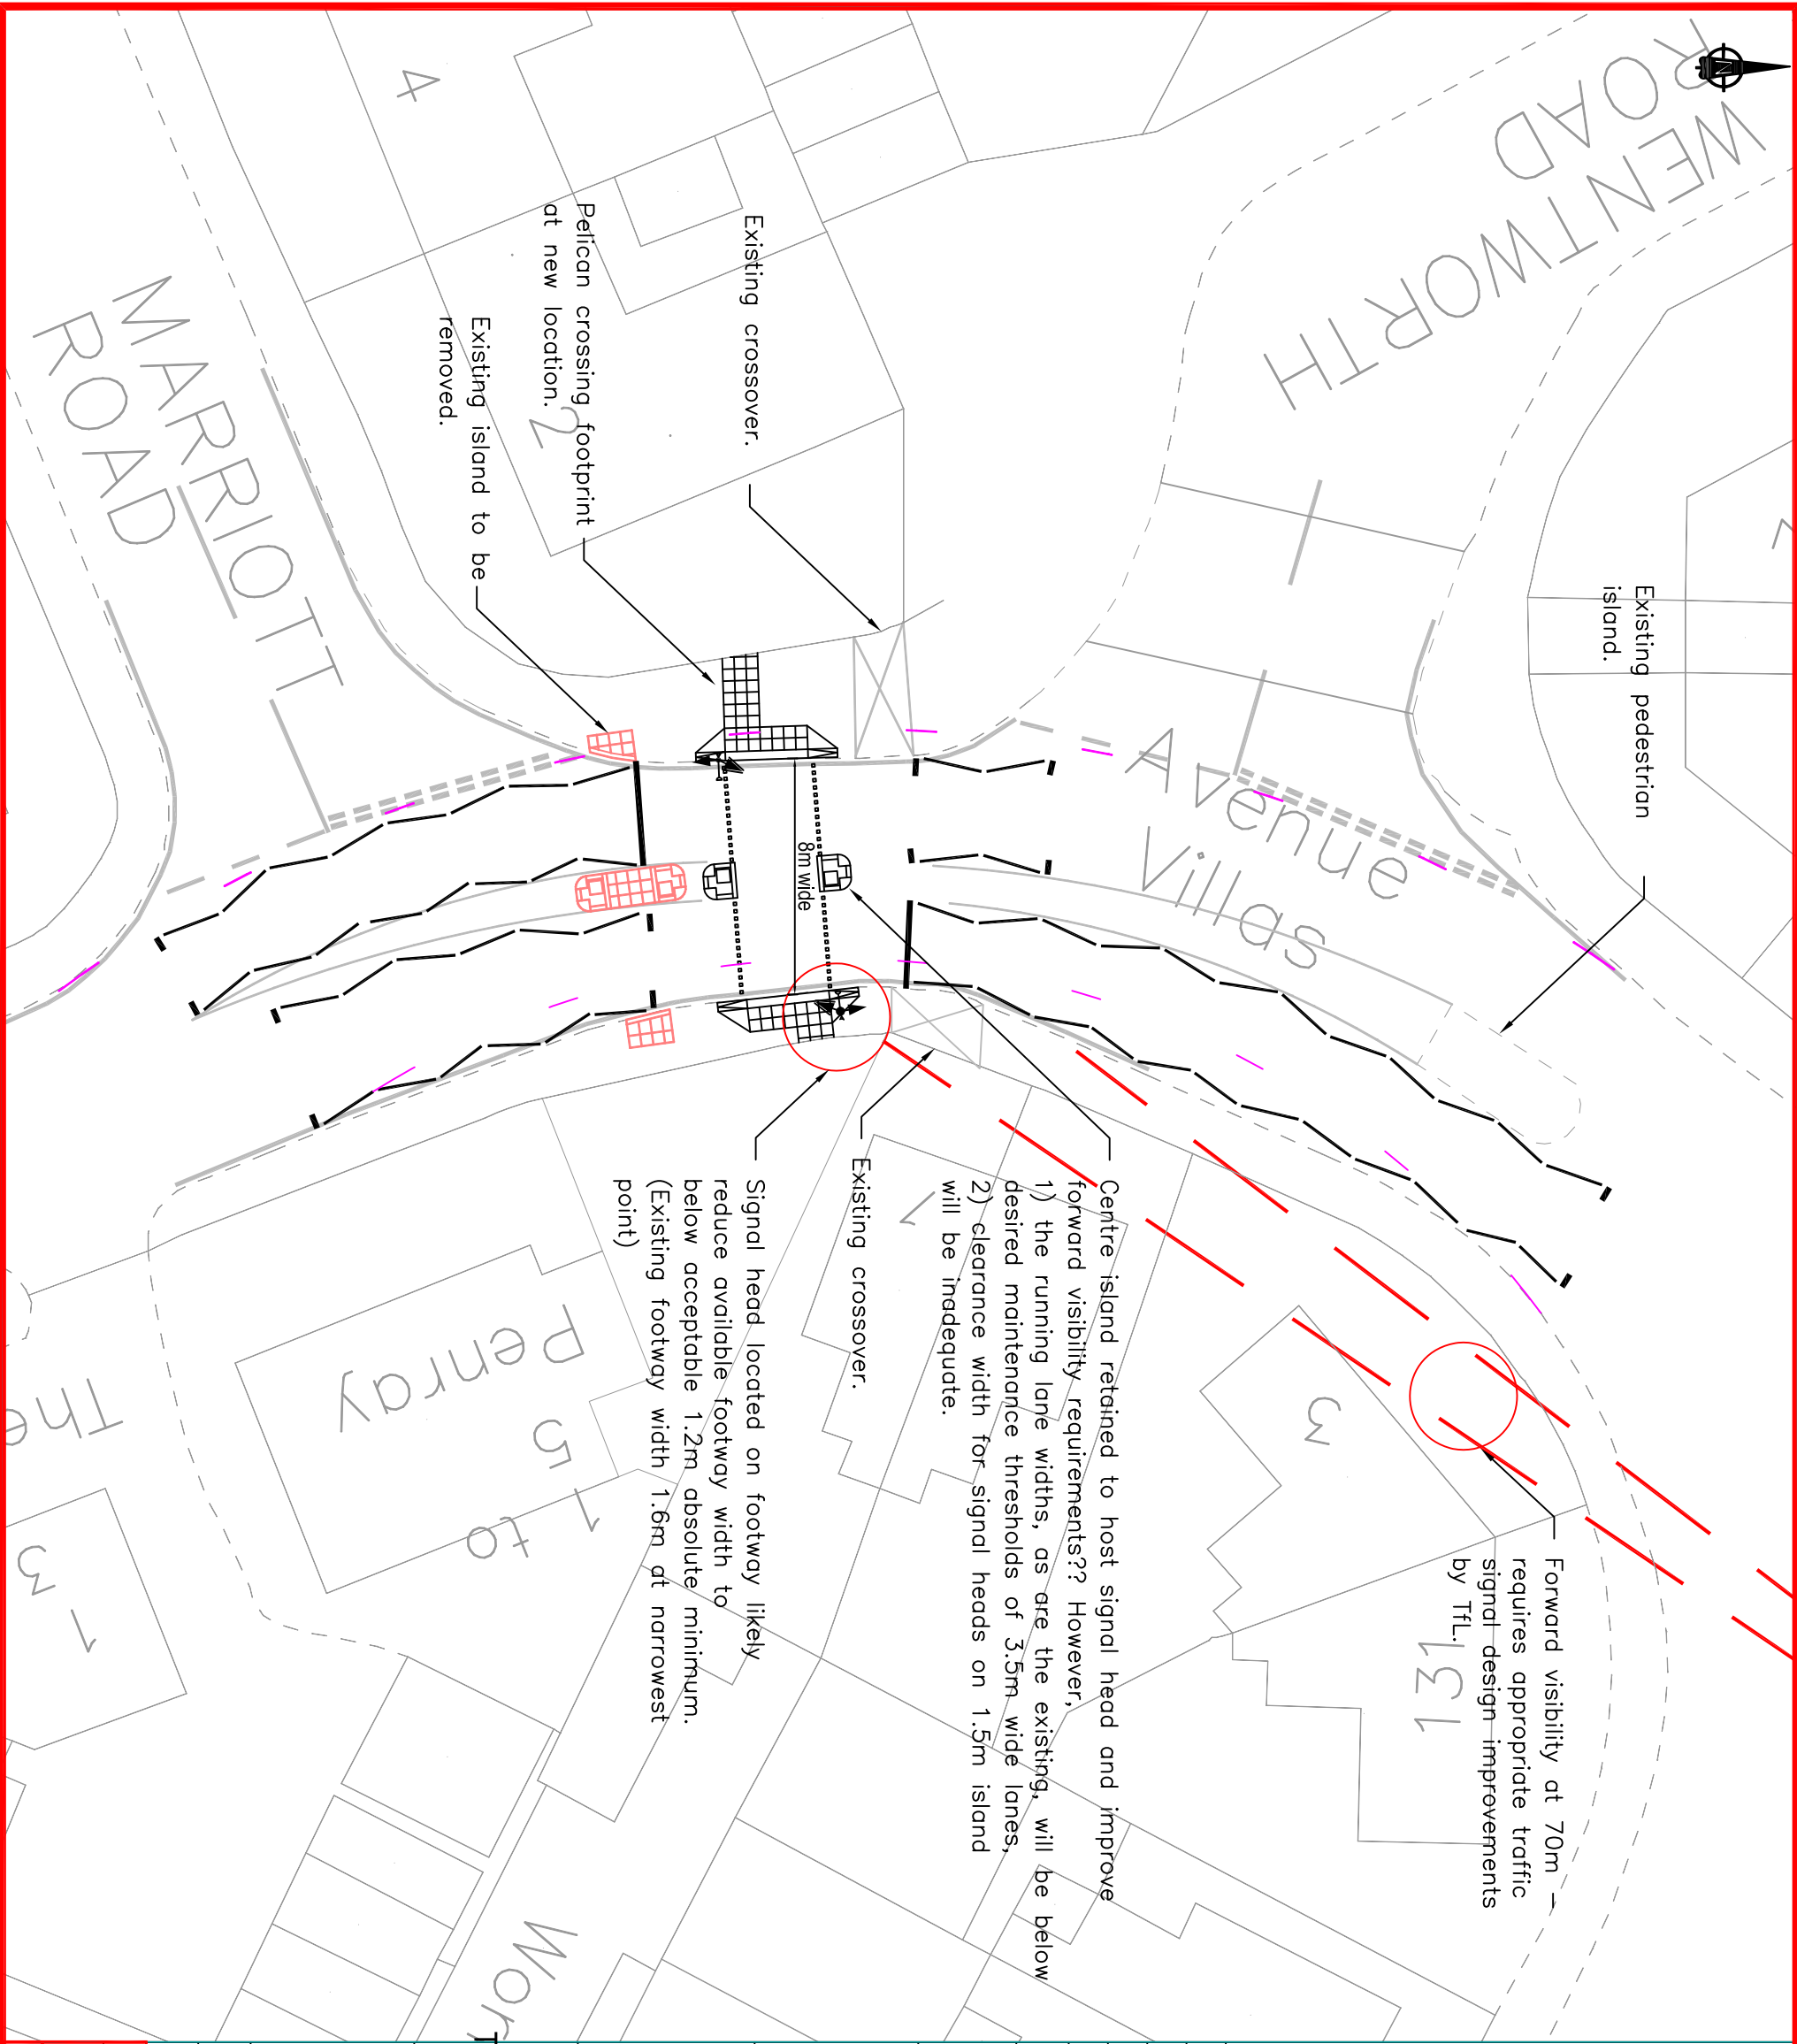 N
WENTWORTH
ROAD
4
2
Existing pedestrian
island.
Existing crossover.
Pelican crossing footprint
at new location.
Existing island to be
removed.
MARRIOTT
ROAD
Avenue
Villas
8m wide
Forward visibility at 70m –
requires appropriate traffic
signal design improvements
by TfL.
Centre island retained to host signal head and improve
forward visibility requirements?? However,
1) the running lane widths, as are the existing, will be below
desired maintenance thresholds of 3.5m wide lanes,
2) clearance width for signal heads on 1.5m island
will be inadequate.
Existing crossover.
Signal head located on footway likely
reduce available footway width to
below acceptable 1.2m absolute minimum.
(Existing footway width 1.6m at narrowest
point)
1
3
131
Penray
1 to 5
The
1 3
Wor
T